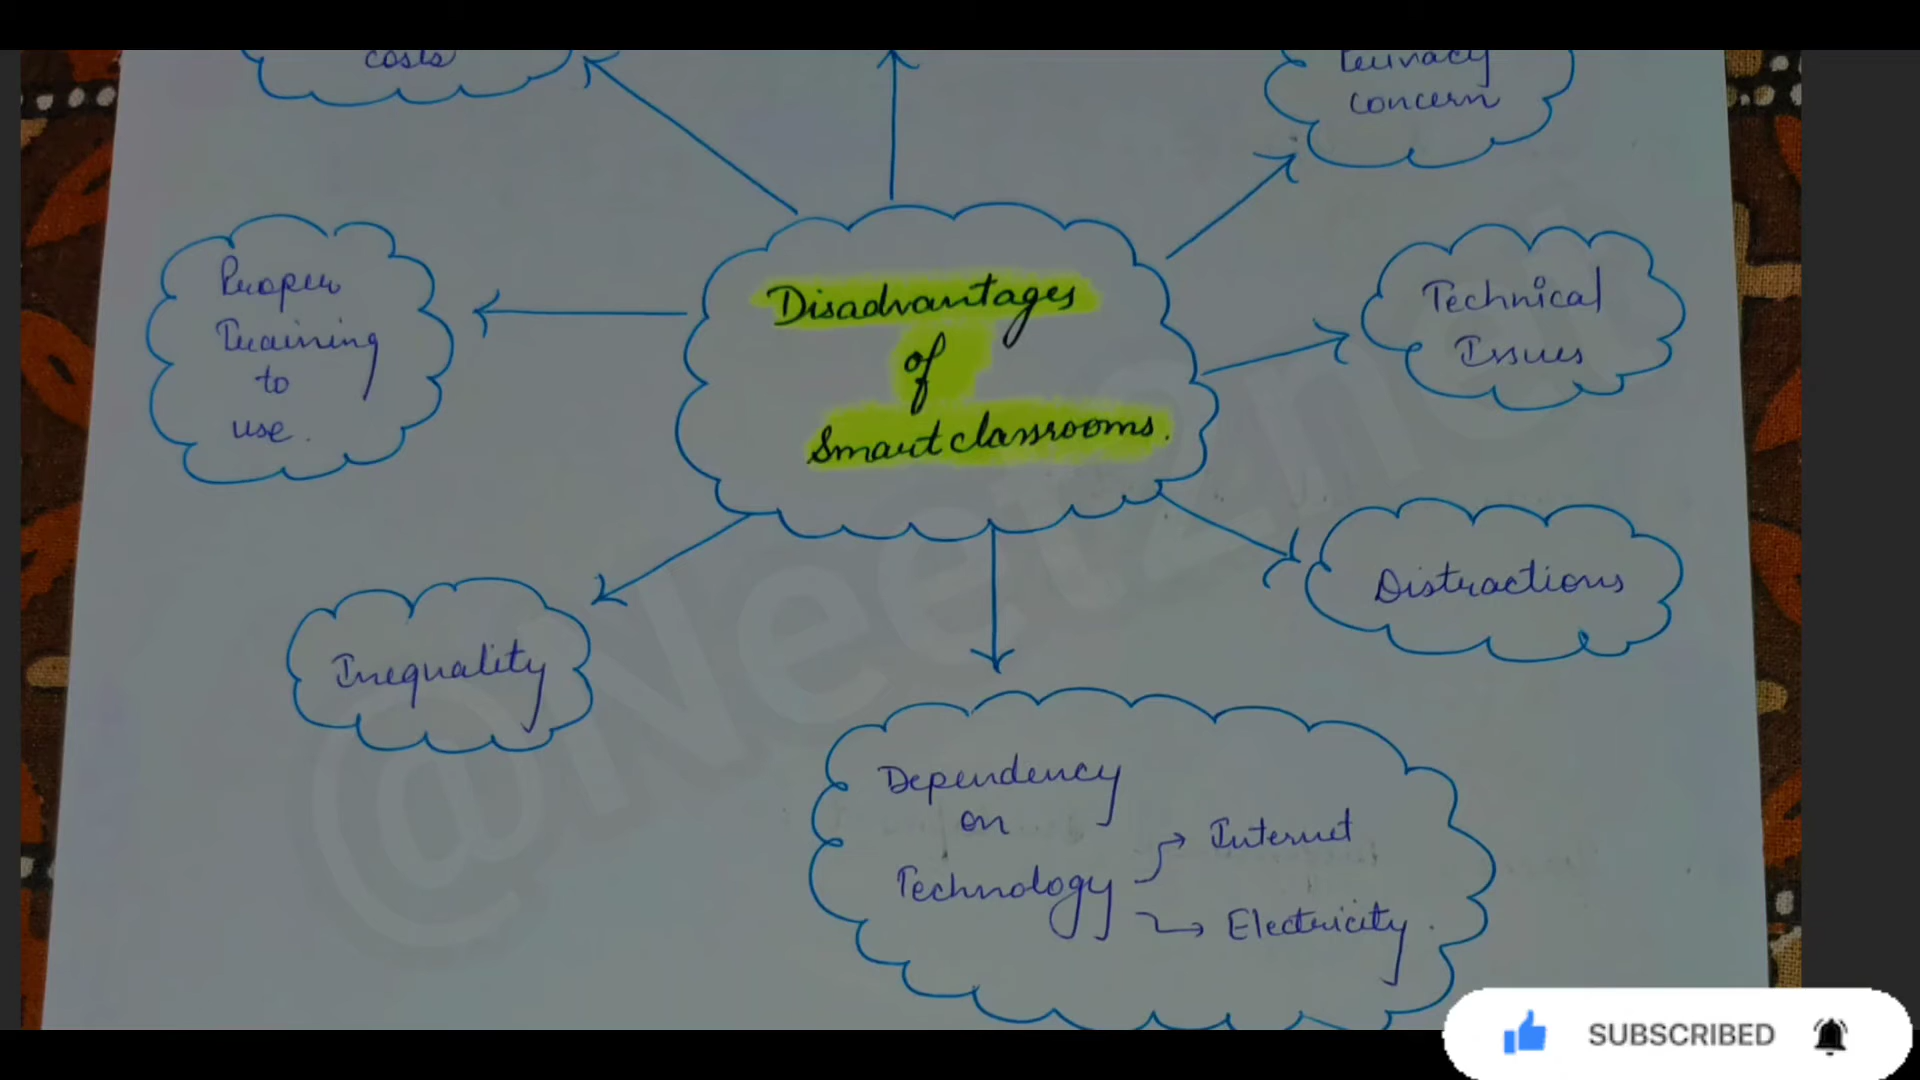 costs
Privacy
concern
Proper
Training
to
use.
Disadvantages
of
Smart classrooms.
Technical
Issues
Distractions
Inequality
Dependency
on
Technology
Internet
Electricity.
@Neetzne
SUBSCRIBED